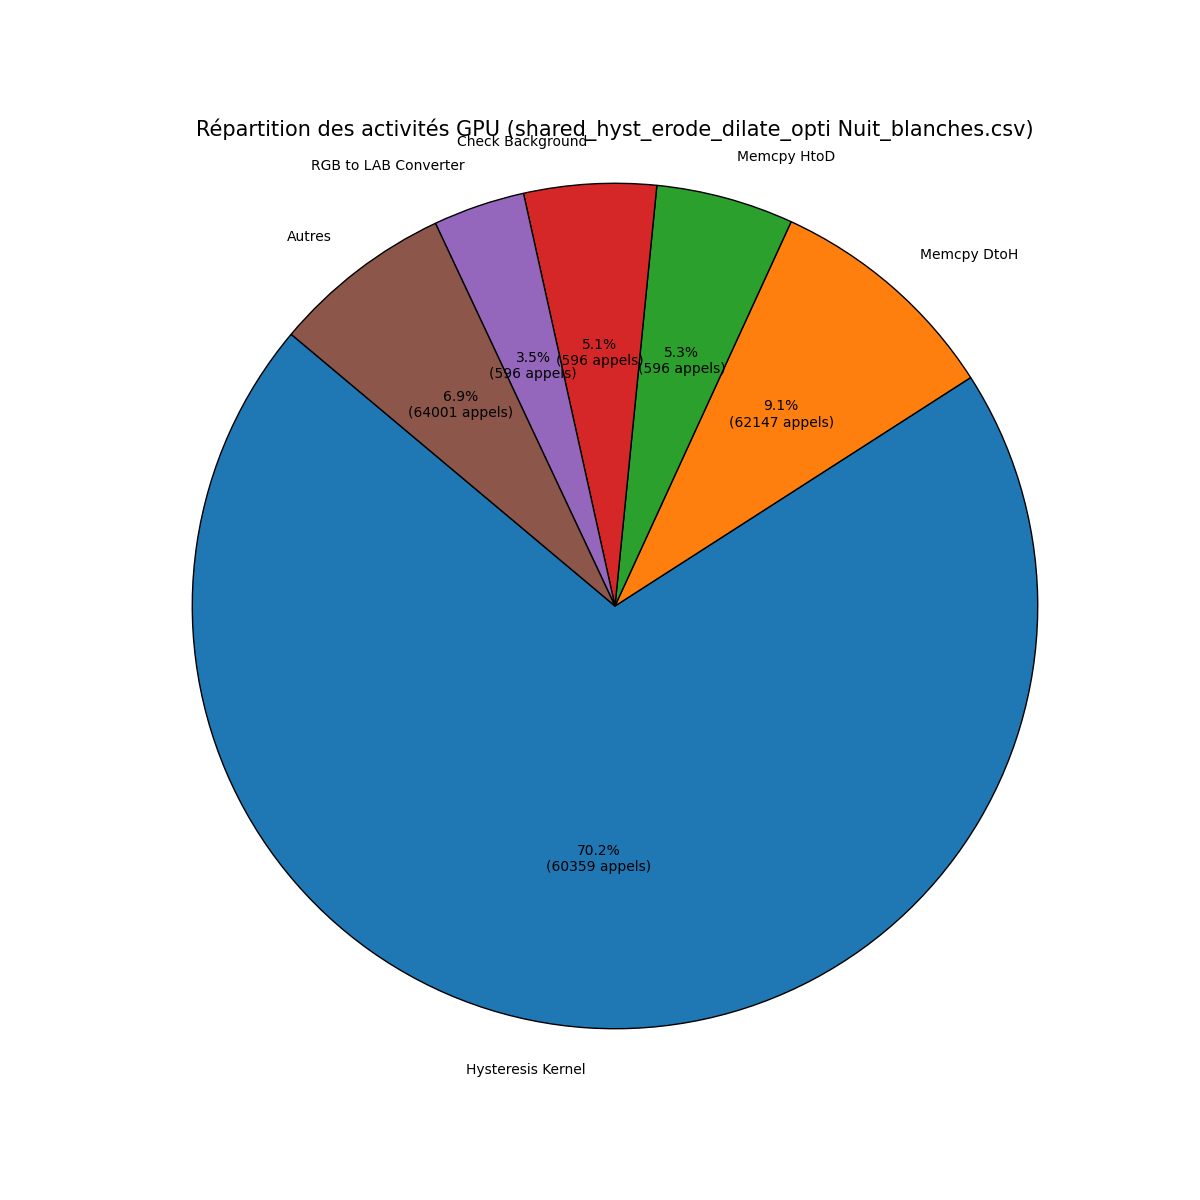 Répartition des activités GPU (shared_hyst_erode_dilate_opti Nuit_blanches.csv)
Check Background
Memcpy HtoD
RGB to LAB Converter
Autres
Memcpy DtoH
5.1%
(596 appels)
5.3%
(596 appels)
3.5%
(596 appels)
6.9%
(64001 appels)
9.1%
(62147 appels)
70.2%
(60359 appels)
Hysteresis Kernel